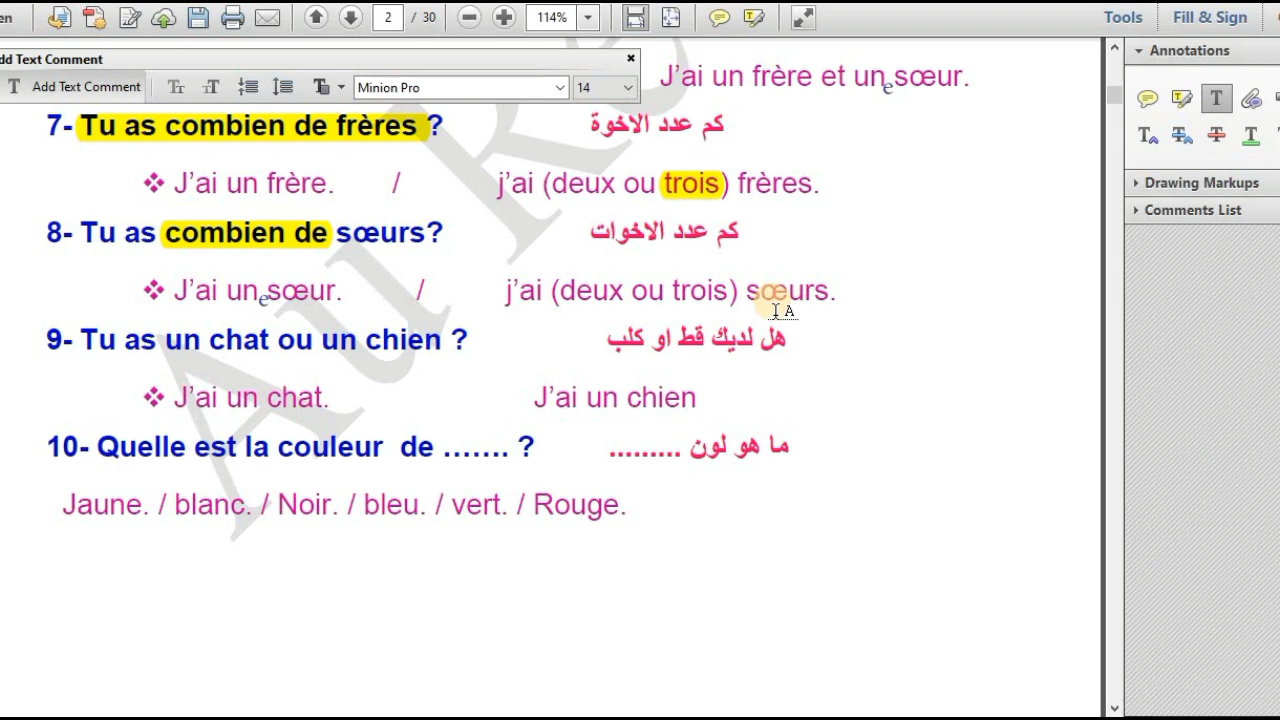 en 2 / 30 114% Tools Fill & Sign
dd Text Comment
Annotations
T Add Text Comment Minion Pro 14
J'ai un frère et une sœur.
7- Tu as combien de frères ? كم عدد الاخوة
❖ J'ai un frère. / j'ai (deux ou trois) frères.
8- Tu as combien de sœurs? كم عدد الاخوات
❖ J'ai une sœur. / j'ai (deux ou trois) sœurs.
9- Tu as un chat ou un chien ? هل لديك قط او كلب
❖ J'ai un chat. J'ai un chien
10- Quelle est la couleur de ……. ? ما هو لون .........
Jaune. / blanc. / Noir. / bleu. / vert. / Rouge.
Drawing Markups
Comments List
Au Re